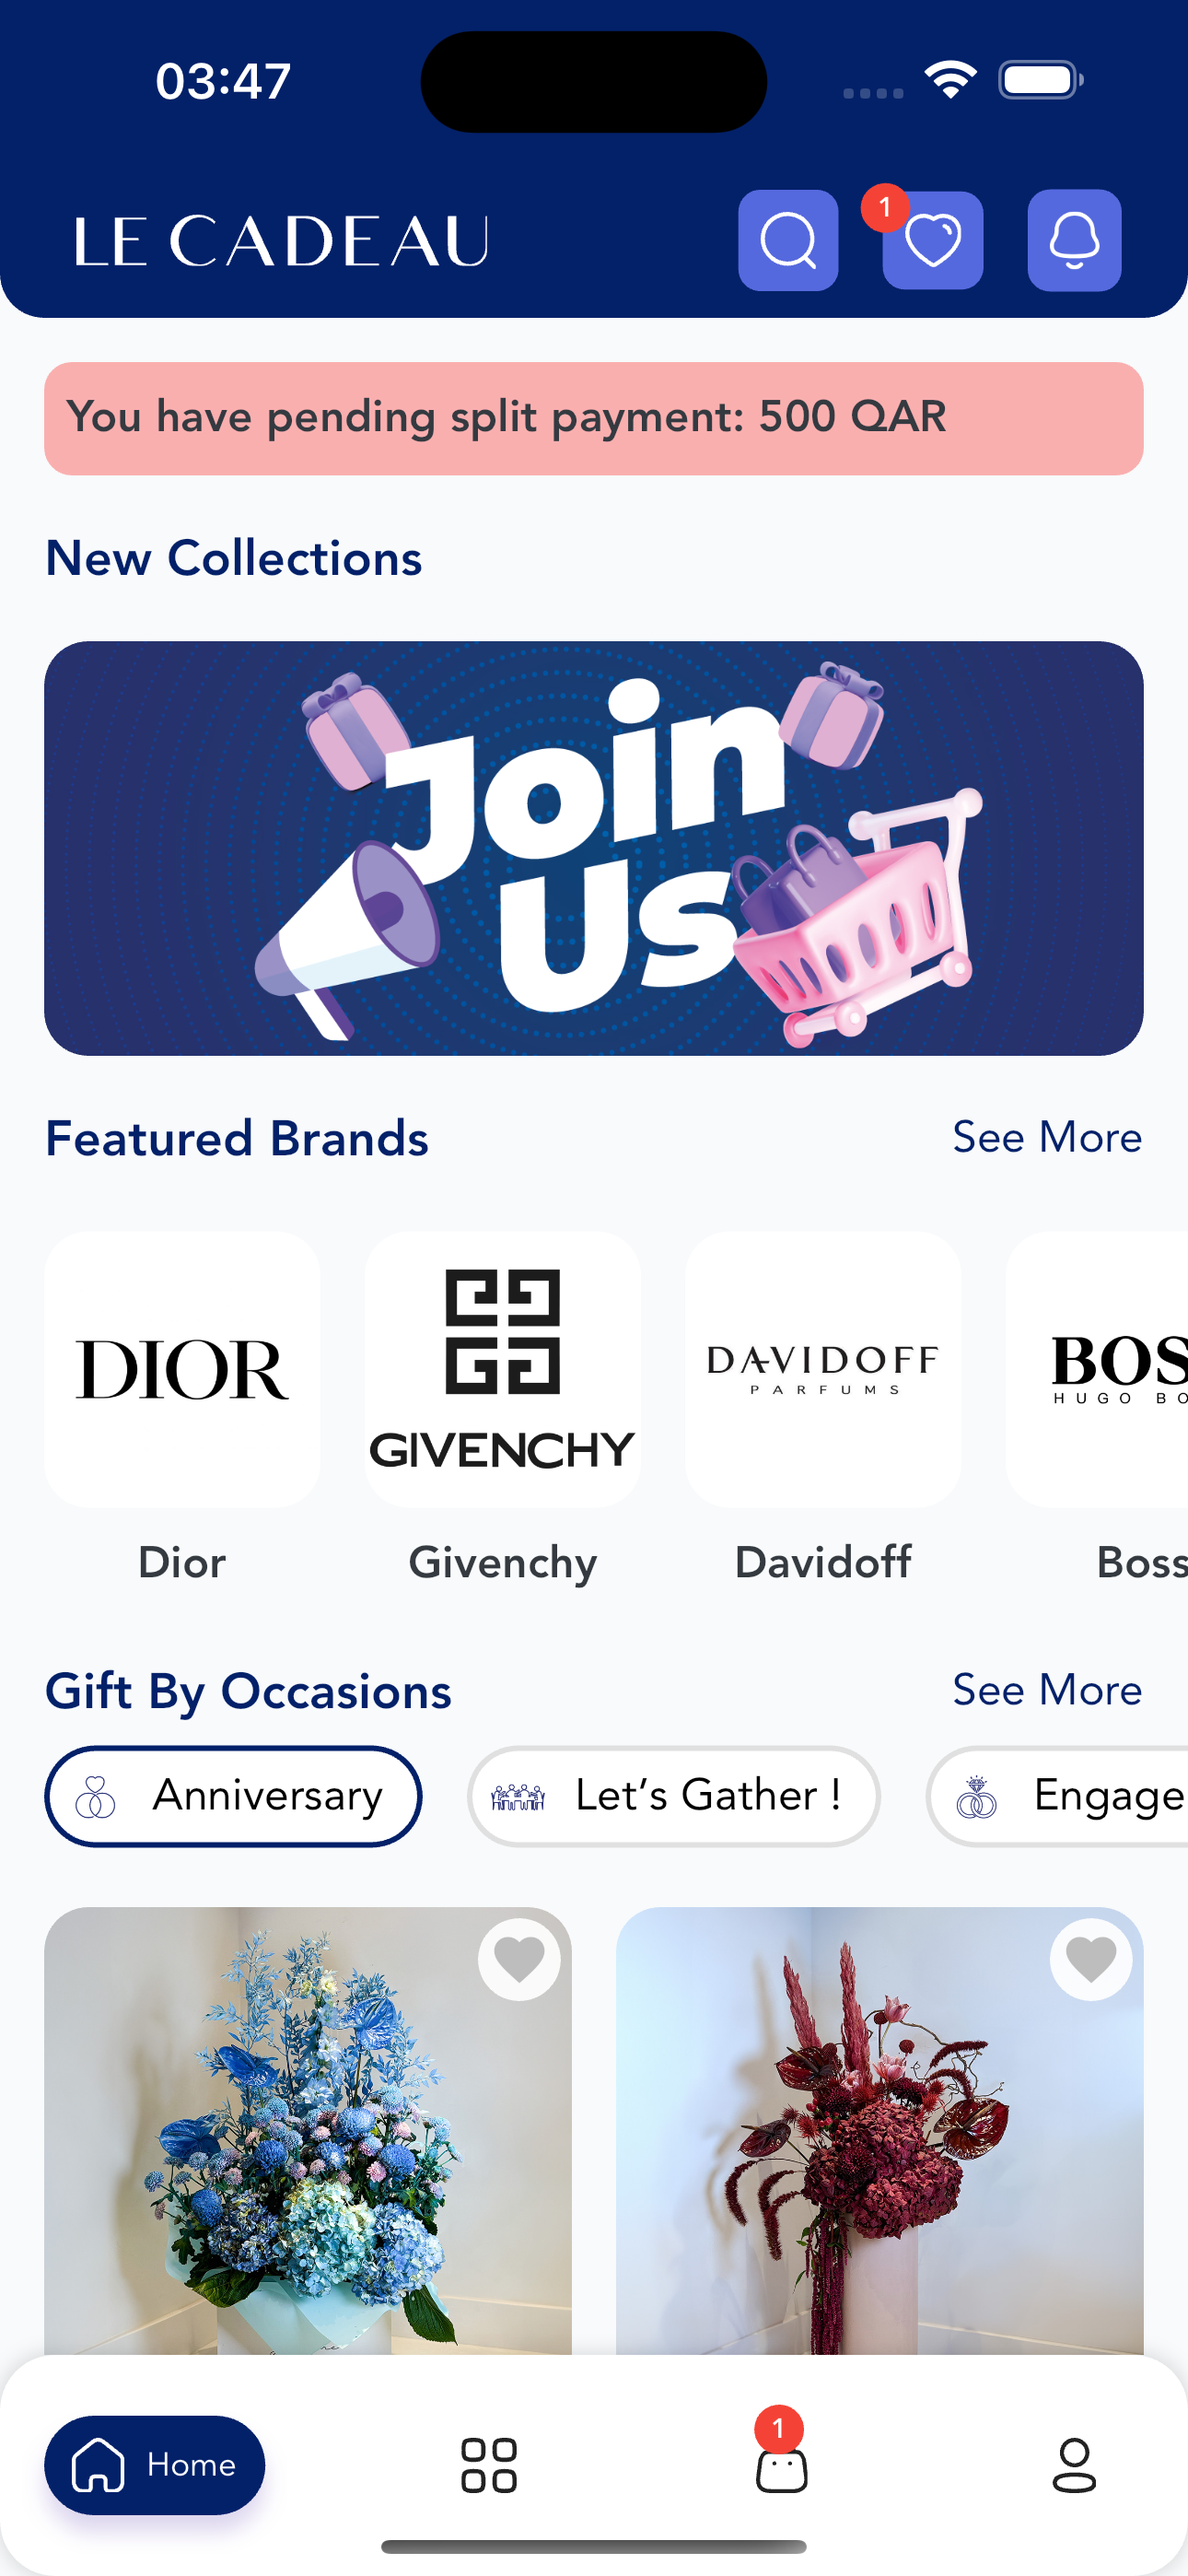 03:47
LE CADEAU
1
You have pending split payment: 500 QAR
New Collections
Join
Us
Featured Brands
See More
DIOR
GIVENCHY
DAVIDOFF
PARFUMS
BOS
HUGO BO
Dior
Givenchy
Davidoff
Boss
Gift By Occasions
See More
Anniversary
Let's Gather !
Engage
1
Home